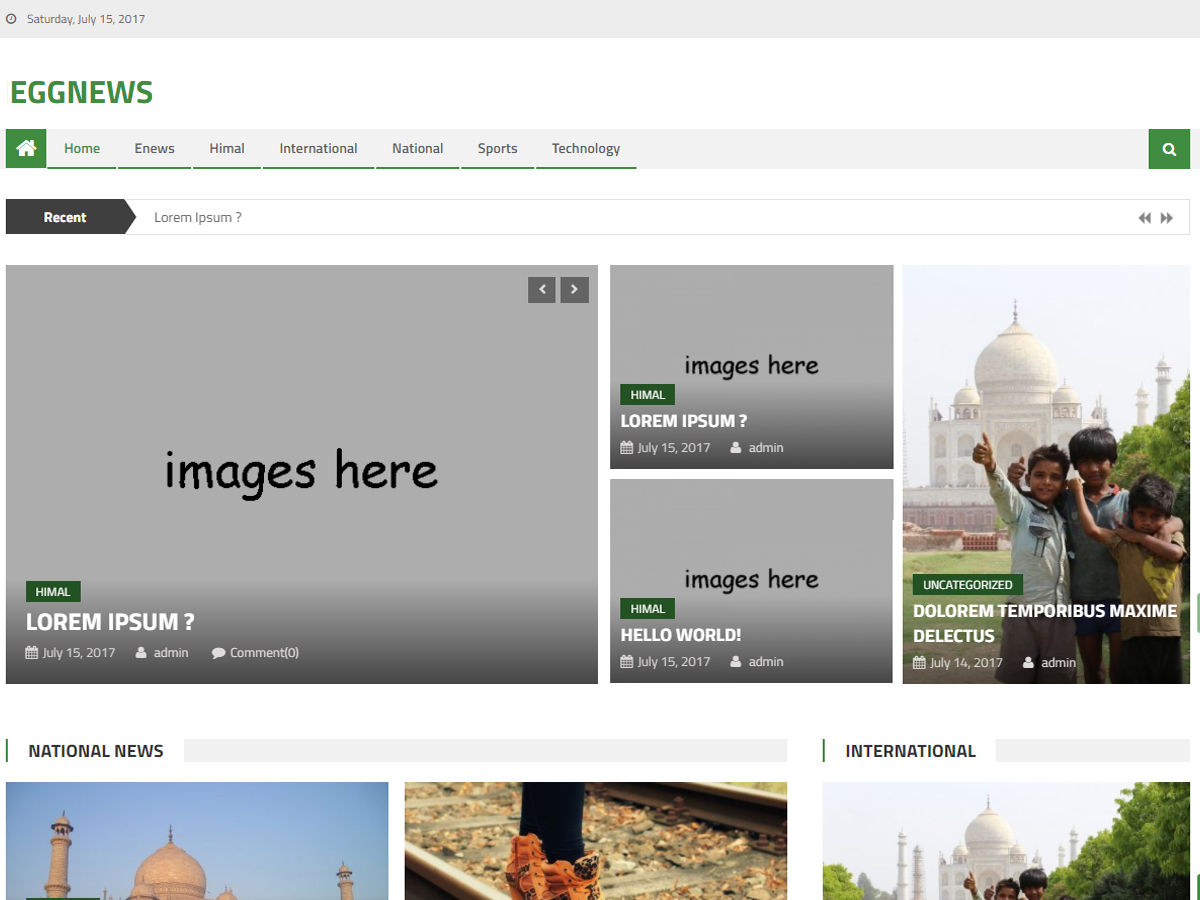 Saturday, July 15, 2017
EGGNEWS
Home Enews Himal International National Sports Technology
Recent Lorem Ipsum ?
images here
HIMAL
LOREM IPSUM ?
July 15, 2017 admin Comment(0)
images here
HIMAL
LOREM IPSUM ?
July 15, 2017 admin
images here
HIMAL
HELLO WORLD!
July 15, 2017 admin
UNCATEGORIZED
DOLOREM TEMPORIBUS MAXIME
DELECTUS
July 14, 2017 admin
NATIONAL NEWS
INTERNATIONAL